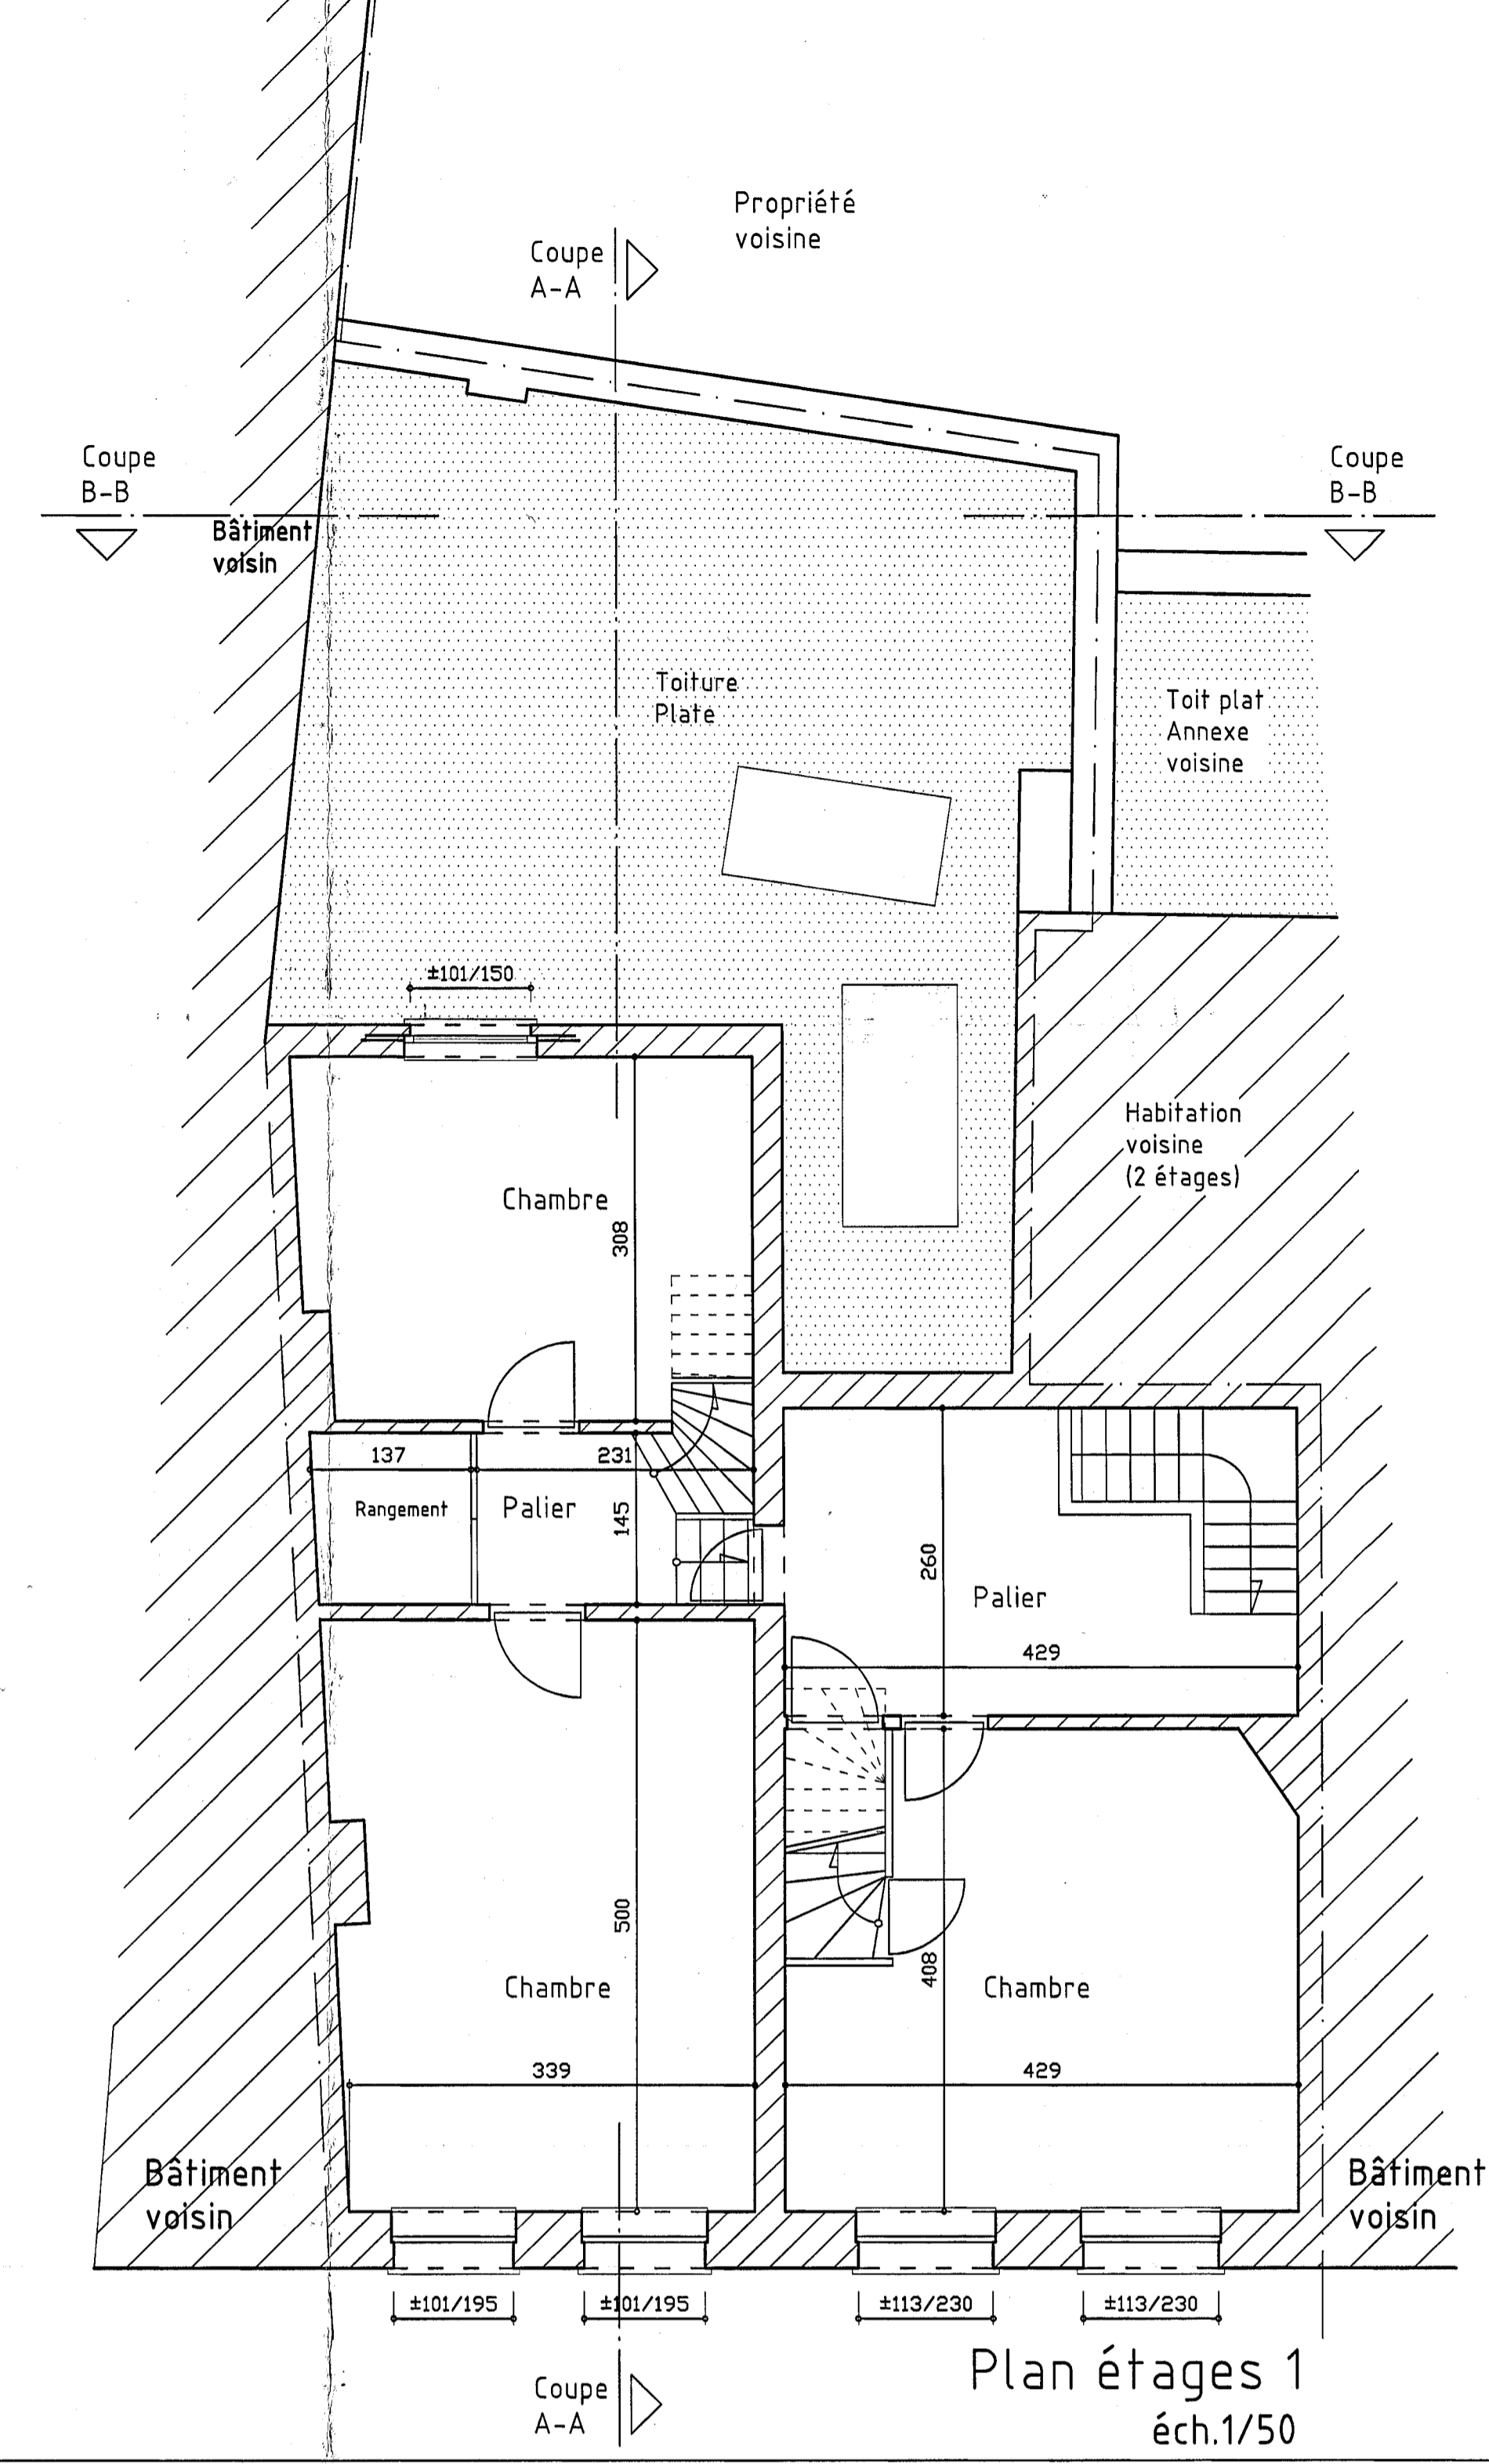 Propriété
voisine
Coupe
A-A
Coupe
B-B
Coupe
B-B
Bâtiment
voisin
Toiture
Plate
Toit plat
Annexe
voisine
±101/150
Habitation
voisine
(2 étages)
Chambre
308
137
231
Rangement
Palier
145
260
Palier
429
500
408
Chambre
Chambre
339
429
Bâtiment
voisin
Bâtiment
voisin
±101/195
±101/195
±113/230
±113/230
Plan étages 1
éch.1/50
Coupe
A-A